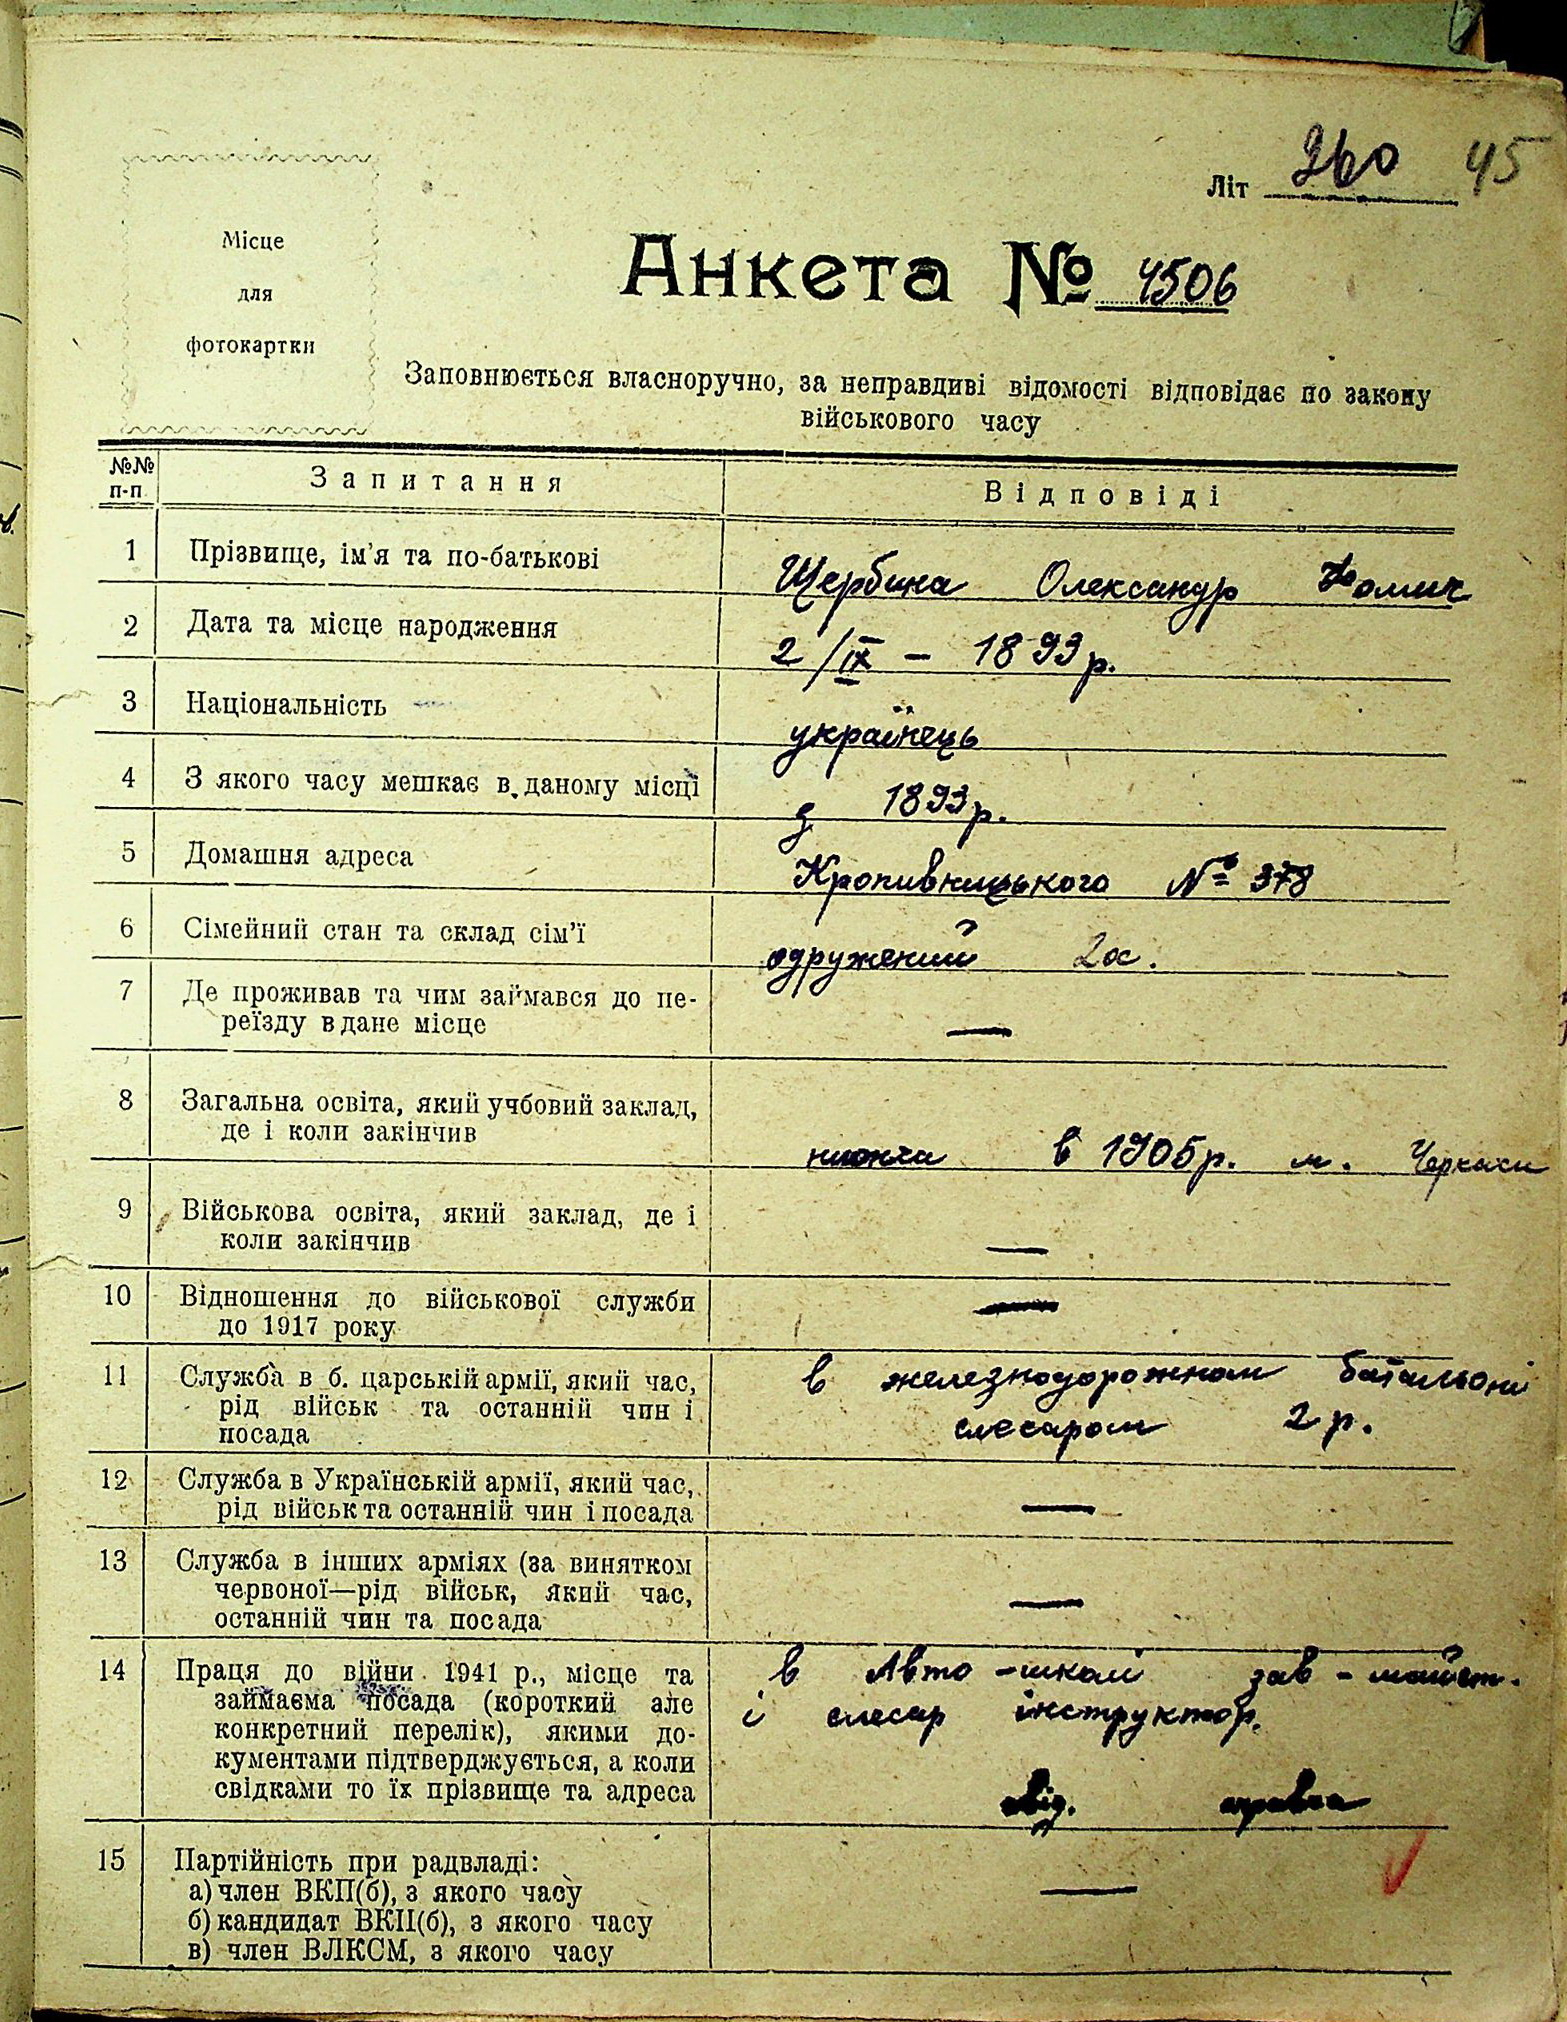 Літ 360 45
Місце
для
фотокартки
Анкета № 4506
Заповнюється власноручно, за неправдиві відомості відповідає по закону
військового часу
№№ п-п Запитання Відповіді
1 Прізвище, ім'я та по-батькові Щербина Олександр Хомич
2 Дата та місце народження 2/IX – 1893 р.
3 Національність українець
4 З якого часу мешкає в даному місці з 1893 р.
5 Домашня адреса Кропивницького № 378
6 Сімейний стан та склад сім'ї одружений 2 ос.
7 Де проживав та чим займався до пе-
реїзду в дане місце —
8 Загальна освіта, який учбовий заклад,
де і коли закінчив нижча в 1905 р. м. Черкаси
9 Військова освіта, який заклад, де і
коли закінчив —
10 Відношення до військової служби
до 1917 року —
11 Служба в б. царській армії, який час, в железнодорожном батальоні
рід військ та останній чин і слесаром 2 р.
посада
12 Служба в Українській армії, який час,
рід військ та останній чин і посада —
13 Служба в інших арміях (за винятком
червоної—рід військ, який час,
останній чин та посада —
14 Праця до війни 1941 р., місце та в Авто-школі зав-майст.
займаєма посада (короткий але і слесар інструктор.
конкретний перелік), якими до-
кументами підтверджується, а коли
свідками то їх прізвище та адреса
15 Партійність при радвладі:
а) член ВКП(б), з якого часу —
б) кандидат ВКП(б), з якого часу
в) член ВЛКСМ, з якого часу